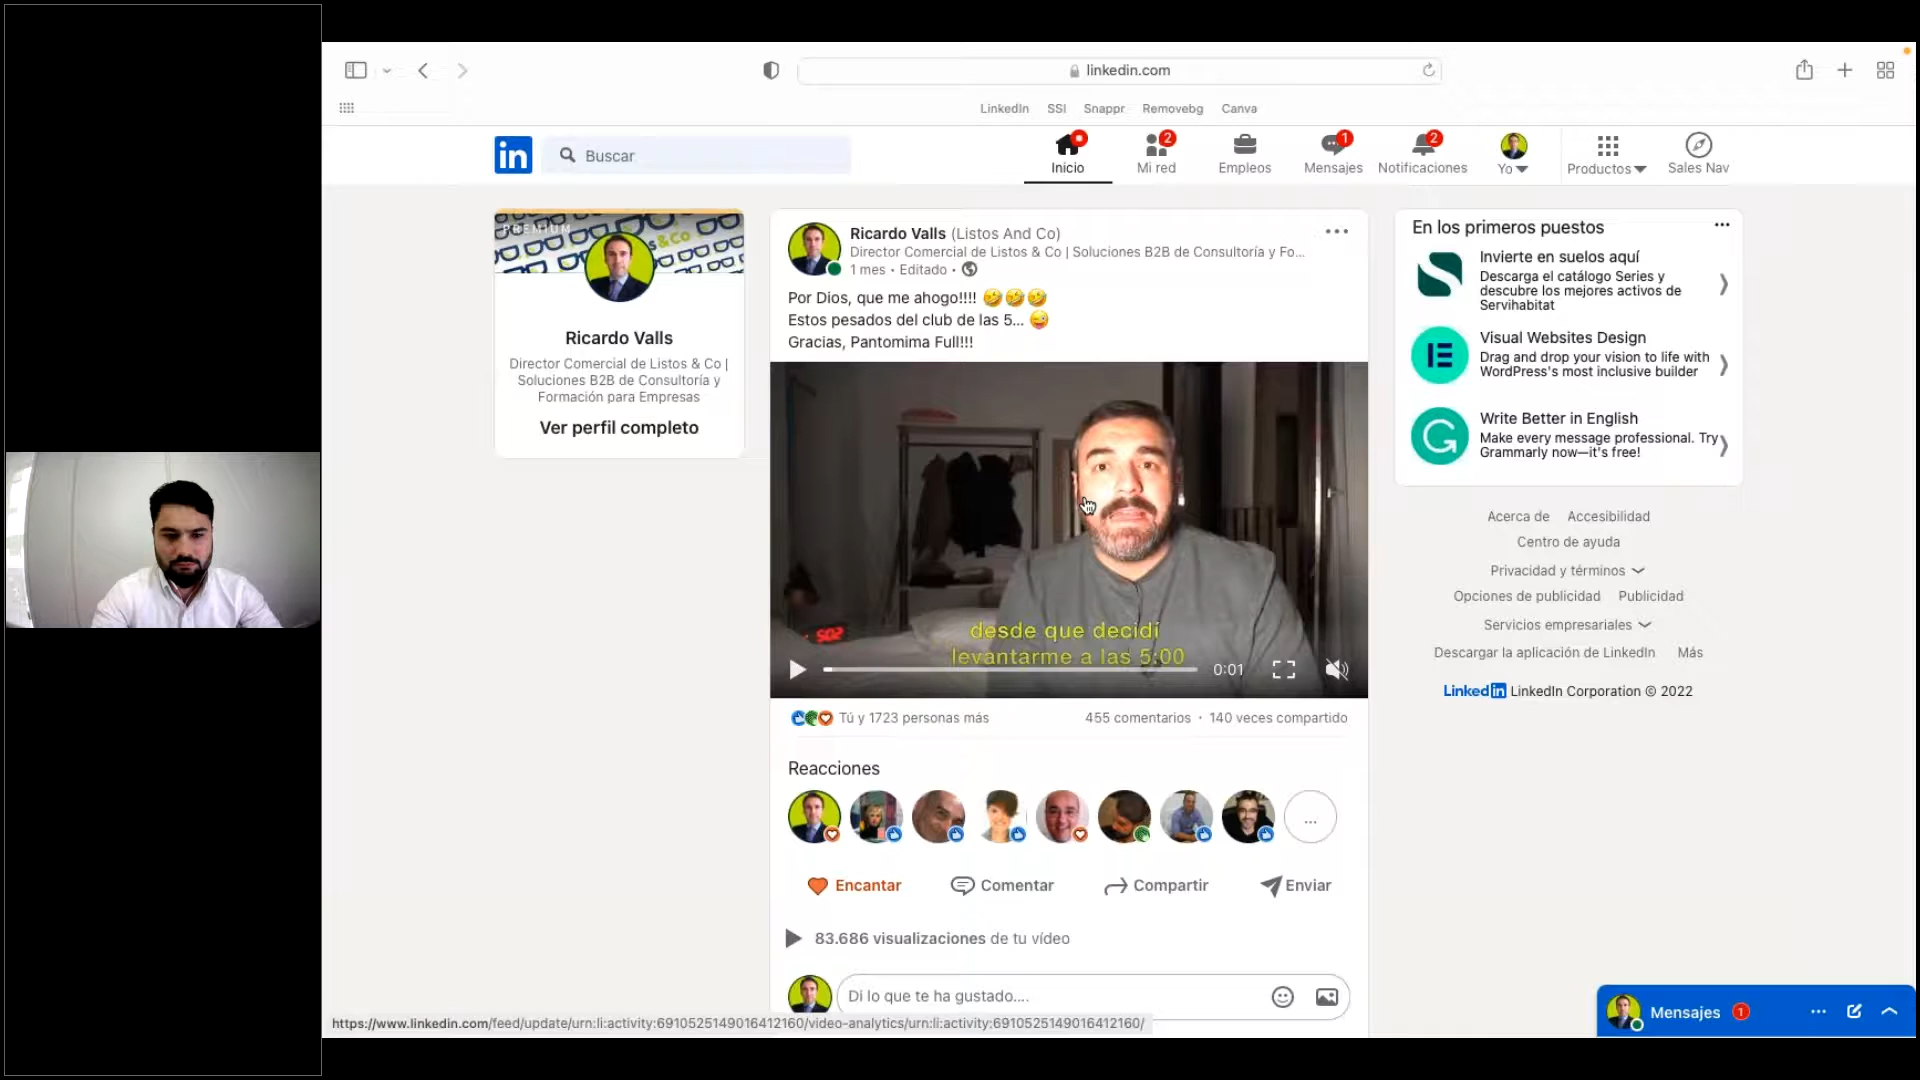 linkedin.com
LinkedIn SSI Snappr Removebg Canva
in
Buscar
Inicio
2
Mi red
Empleos
1
Mensajes
2
Notificaciones
Yo
Productos
Sales Nav
PREMIUM
s&Co
Ricardo Valls
Director Comercial de Listos & Co |
Soluciones B2B de Consultoría y
Formación para Empresas
Ver perfil completo
Ricardo Valls (Listos And Co)
Director Comercial de Listos & Co | Soluciones B2B de Consultoría y Fo...
1 mes • Editado •
Por Dios, que me ahogo!!!! 🤣🤣🤣
Estos pesados del club de las 5... 😜
Gracias, Pantomima Full!!!
502
desde que decidí
levantarme a las 5:00
0:01
Tú y 1723 personas más
455 comentarios · 140 veces compartido
Reacciones
...
Encantar
Comentar
Compartir
Enviar
83.686 visualizaciones de tu vídeo
Di lo que te ha gustado....
En los primeros puestos
Invierte en suelos aquí
Descarga el catálogo Series y
descubre los mejores activos de
Servihabitat
Visual Websites Design
Drag and drop your vision to life with
WordPress's most inclusive builder
Write Better in English
Make every message professional. Try
Grammarly now—it's free!
Acerca de Accesibilidad
Centro de ayuda
Privacidad y términos
Opciones de publicidad Publicidad
Servicios empresariales
Descargar la aplicación de LinkedIn Más
LinkedIn LinkedIn Corporation © 2022
Mensajes 1
https://www.linkedin.com/feed/update/urn:li:activity:6910525149016412160/video-analytics/urn:li:activity:6910525149016412160/